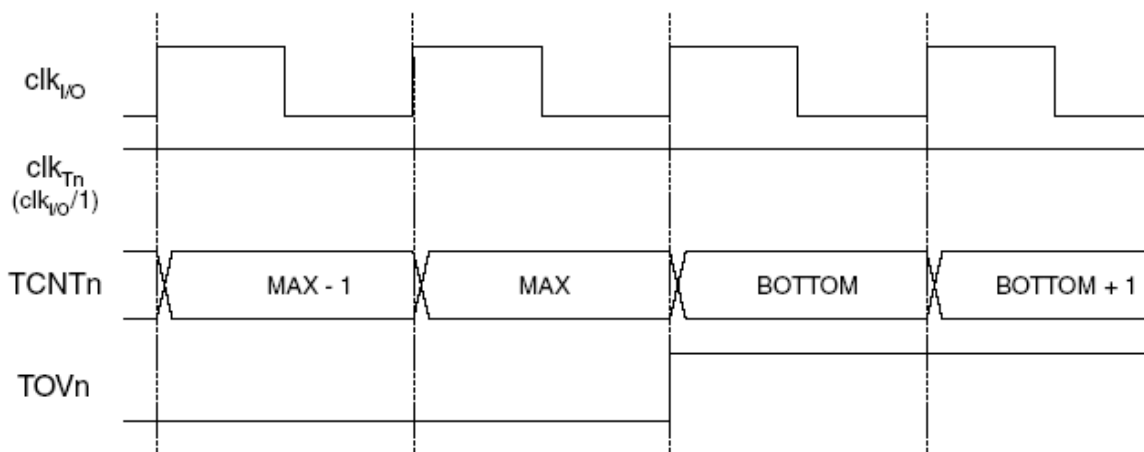 clkI/O
clkTn
(clkI/O/1)
TCNTn MAX - 1 MAX BOTTOM BOTTOM + 1
TOVn